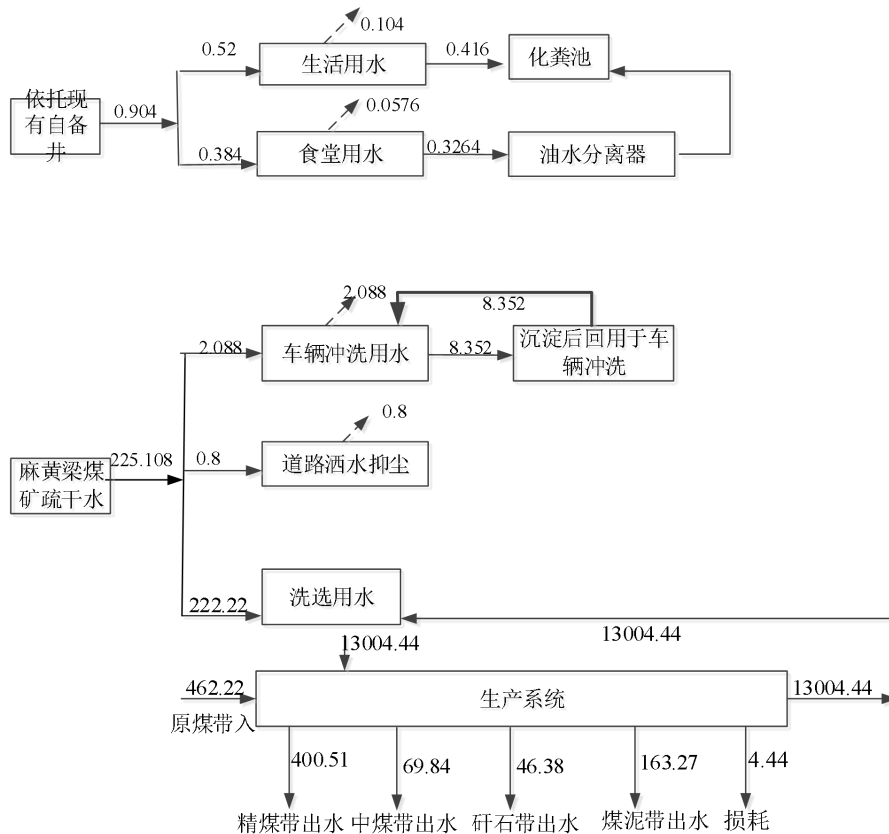 0.104
0.52
生活用水
0.416
化粪池
依托现
有自备
井
0.904
0.0576
0.384
食堂用水
0.3264
油水分离器
2.088
8.352
2.088
车辆冲洗用水
8.352
沉淀后回用于车
辆冲洗
0.8
麻黄梁煤
矿疏干水
225.108
0.8
道路洒水抑尘
洗选用水
222.22
13004.44
13004.44
462.22
原煤带入
生产系统
13004.44
400.51
69.84
46.38
163.27
4.44
精煤带出水
中煤带出水
矸石带出水
煤泥带出水
损耗